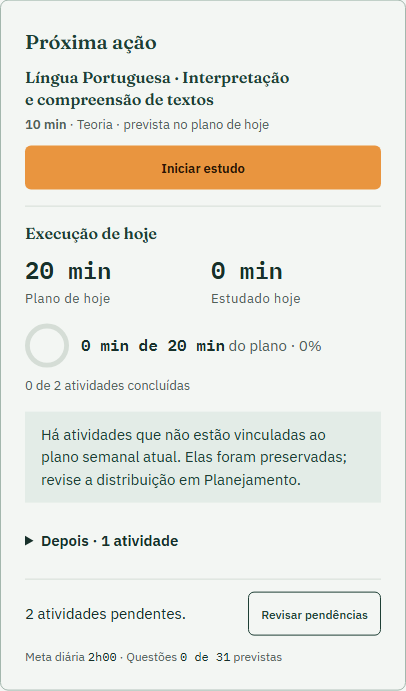 Próxima ação
Língua Portuguesa · Interpretação
e compreensão de textos
10 min · Teoria · prevista no plano de hoje
Iniciar estudo
Execução de hoje
20 min
Plano de hoje
0 min
Estudado hoje
0 min de 20 min do plano · 0%
0 de 2 atividades concluídas
Há atividades que não estão vinculadas ao
plano semanal atual. Elas foram preservadas;
revise a distribuição em Planejamento.
Depois · 1 atividade
2 atividades pendentes.
Revisar pendências
Meta diária 2h00 · Questões 0 de 31 previstas